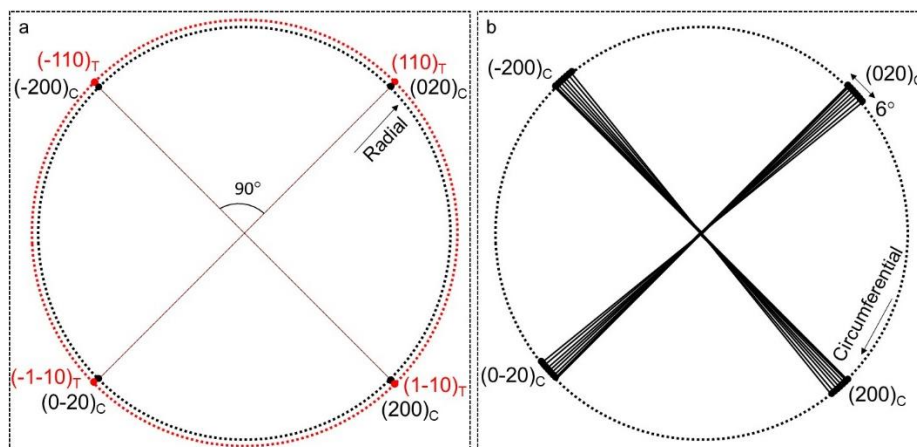 a
(-110)T
(110)T
(-200)C
(020)C
Radial
90°
(-1-10)T
(1-10)T
(0-20)C
(200)C
b
(-200)C
(020)C
6°
Circumferential
(0-20)C
(200)C